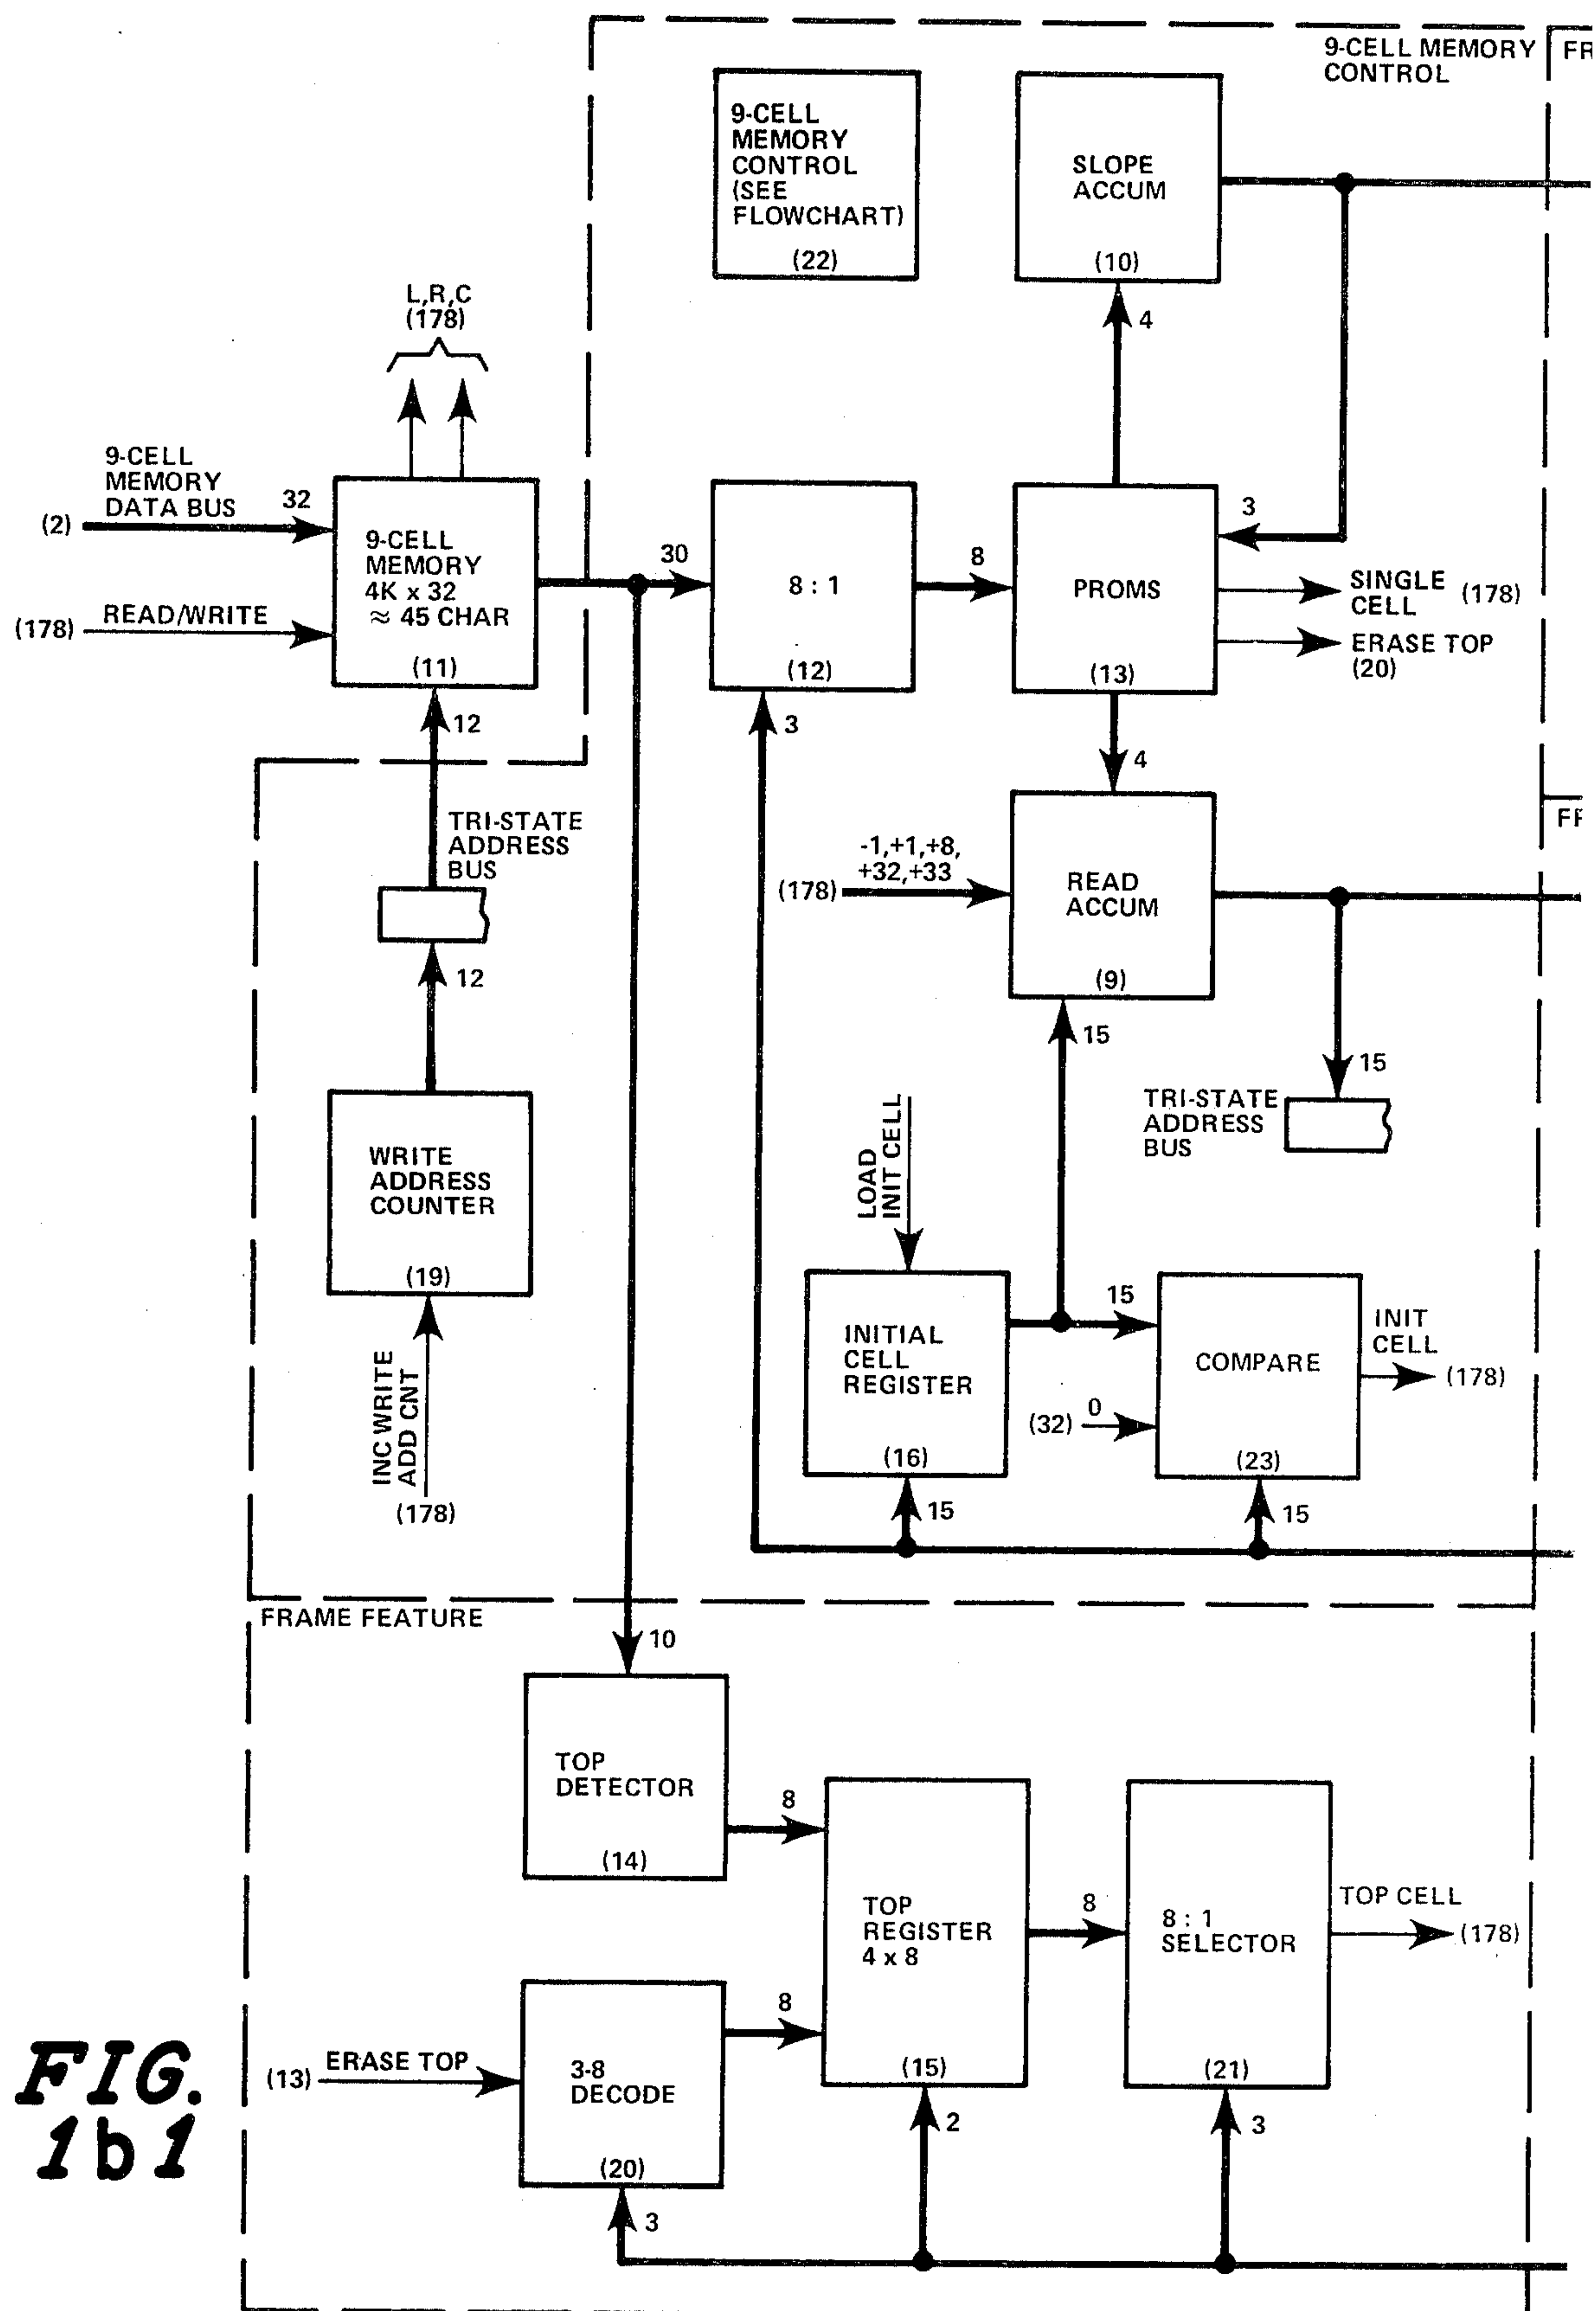 9-CELL MEMORY
CONTROL
FR
9-CELL
MEMORY
CONTROL
(SEE
FLOWCHART)
(22)
SLOPE
ACCUM
(10)
4
L,R,C
(178)
9-CELL
MEMORY
DATA BUS
(2)
32
READ/WRITE
(178)
9-CELL
MEMORY
4K x 32
≈ 45 CHAR
(11)
12
30
8 : 1
(12)
3
8
PROMS
(13)
3
SINGLE
CELL
(178)
ERASE TOP
(20)
4
FF
TRI-STATE
ADDRESS
BUS
12
-1,+1,+8,
+32,+33
(178)
READ
ACCUM
(9)
15
15
TRI-STATE
ADDRESS
BUS
WRITE
ADDRESS
COUNTER
(19)
INC WRITE
ADD CNT
(178)
LOAD
INIT CELL
INITIAL
CELL
REGISTER
(16)
15
15
COMPARE
(23)
15
(32)
0
INIT
CELL
(178)
FRAME FEATURE
10
TOP
DETECTOR
(14)
8
TOP
REGISTER
4 x 8
(15)
2
8
8 : 1
SELECTOR
(21)
3
TOP CELL
(178)
(13)
ERASE TOP
3-8
DECODE
(20)
3
8
FIG.
1b1